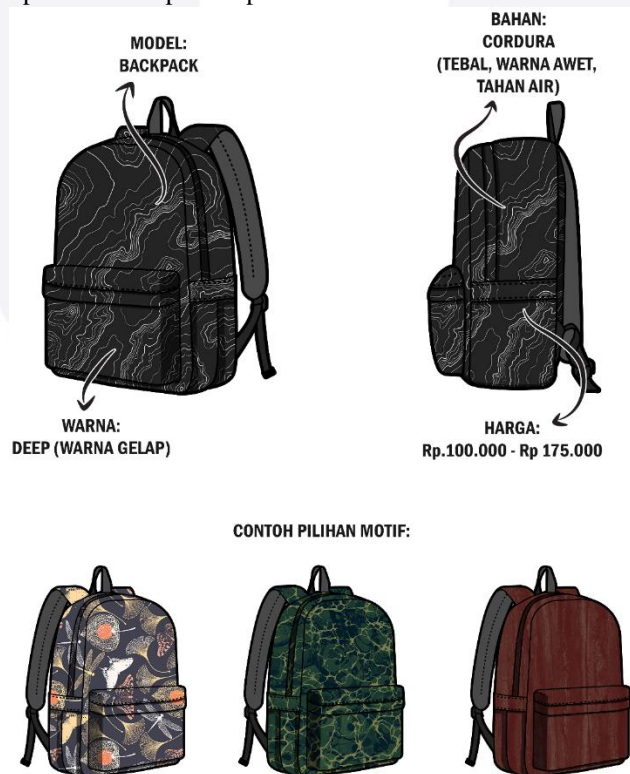 MODEL:
BACKPACK
BAHAN:
CORDURA
(TEBAL, WARNA AWET,
TAHAN AIR)
WARNA:
DEEP (WARNA GELAP)
HARGA:
Rp.100.000 - Rp 175.000
CONTOH PILIHAN MOTIF: